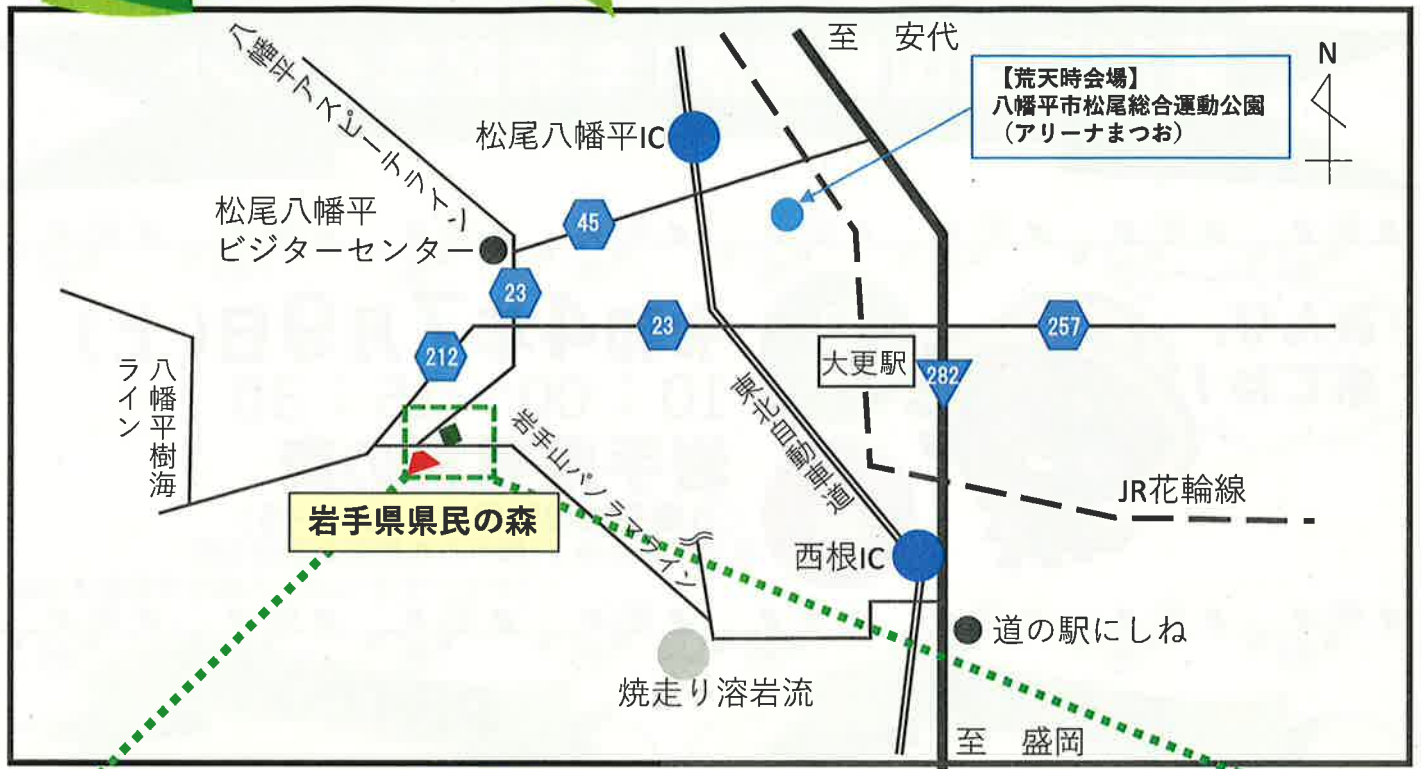 至 安代
N
【荒天時会場】
八幡平市松尾総合運動公園
（アリーナまつお）
八幡平アスピーテライン
松尾八幡平IC
松尾八幡平
ビジターセンター
45
23
23
257
212
大更駅
282
八幡平樹海
ライン
東北自動車道
岩手山パノラマライン
JR花輪線
岩手県県民の森
西根IC
道の駅にしね
焼走り溶岩流
至 盛岡